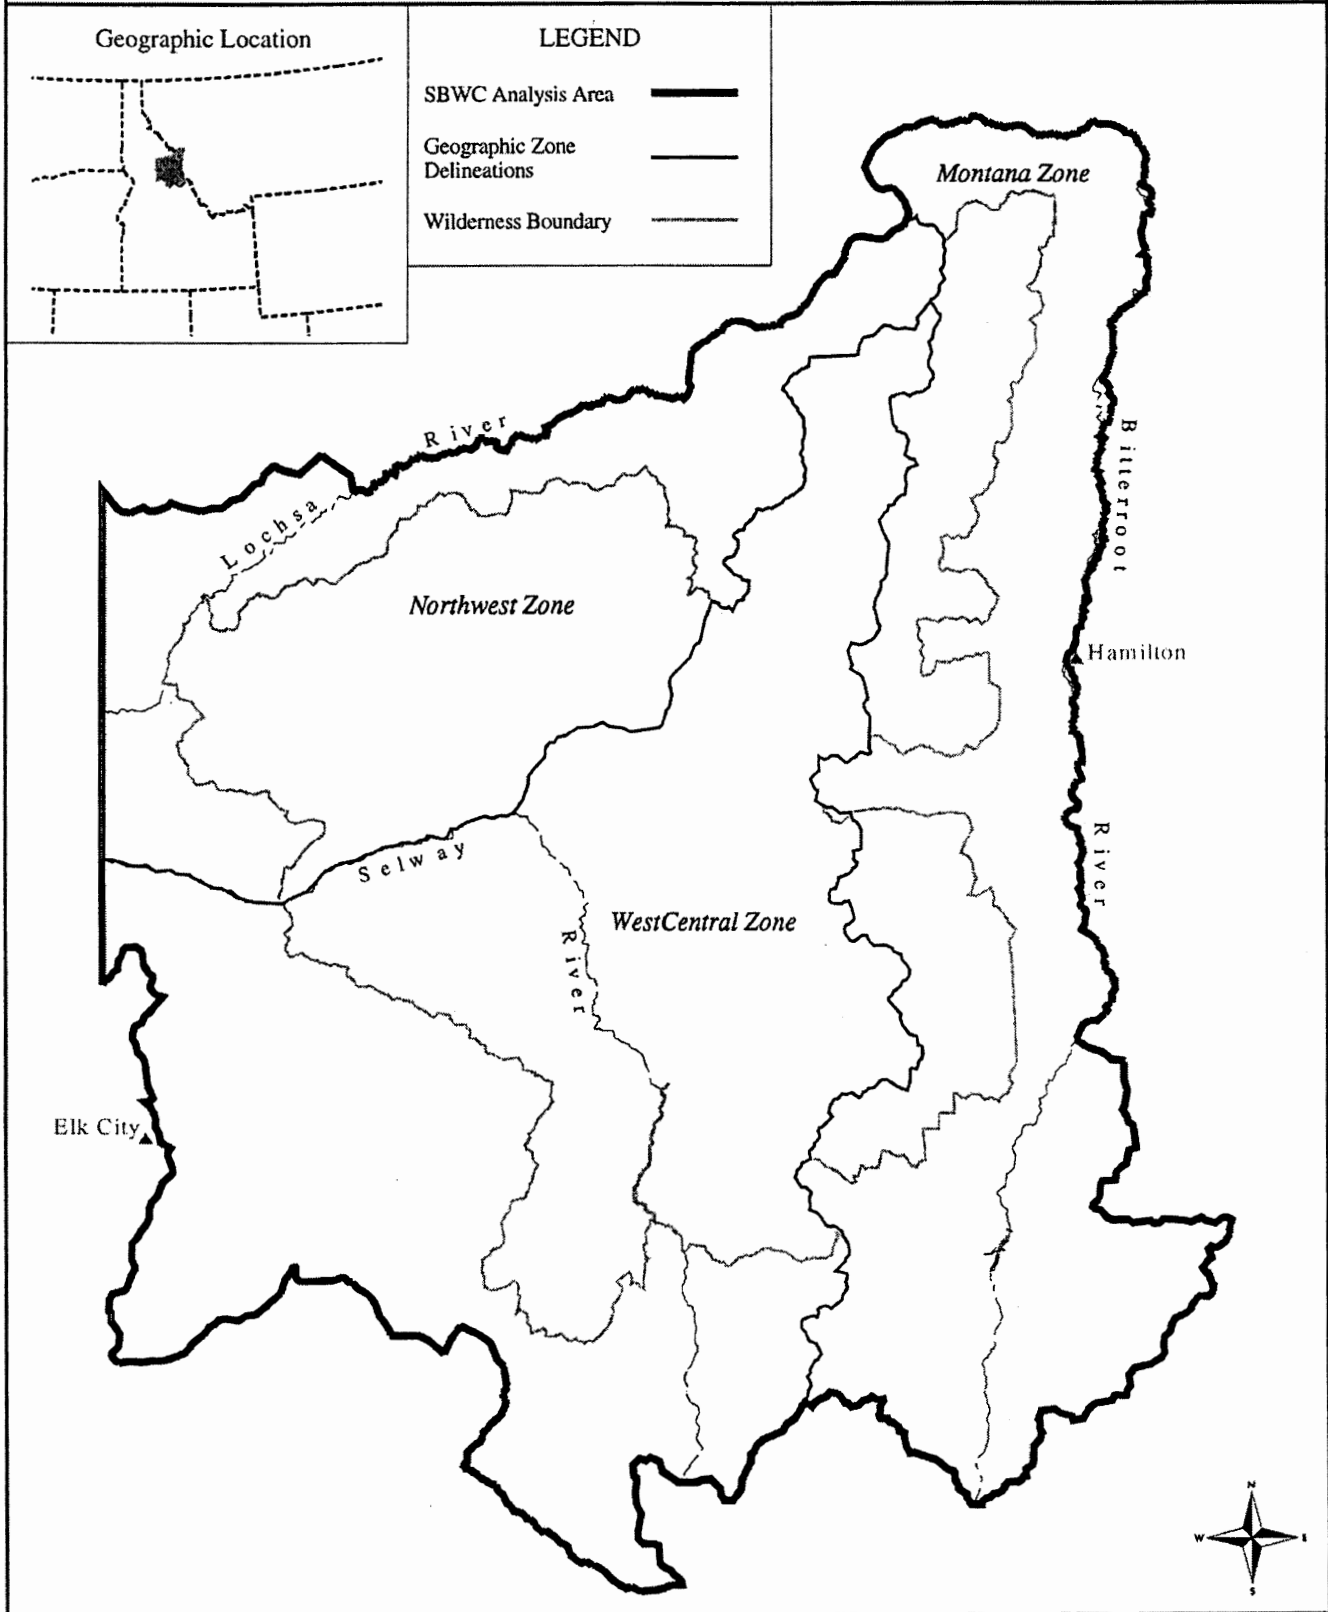 Geographic Location
LEGEND
SBWC Analysis Area
Geographic Zone
Delineations
Wilderness Boundary
Montana Zone
Lochsa River
Bitterroot River
Northwest Zone
Hamilton
Selway River
WestCentral Zone
Elk City
N
W
E
S